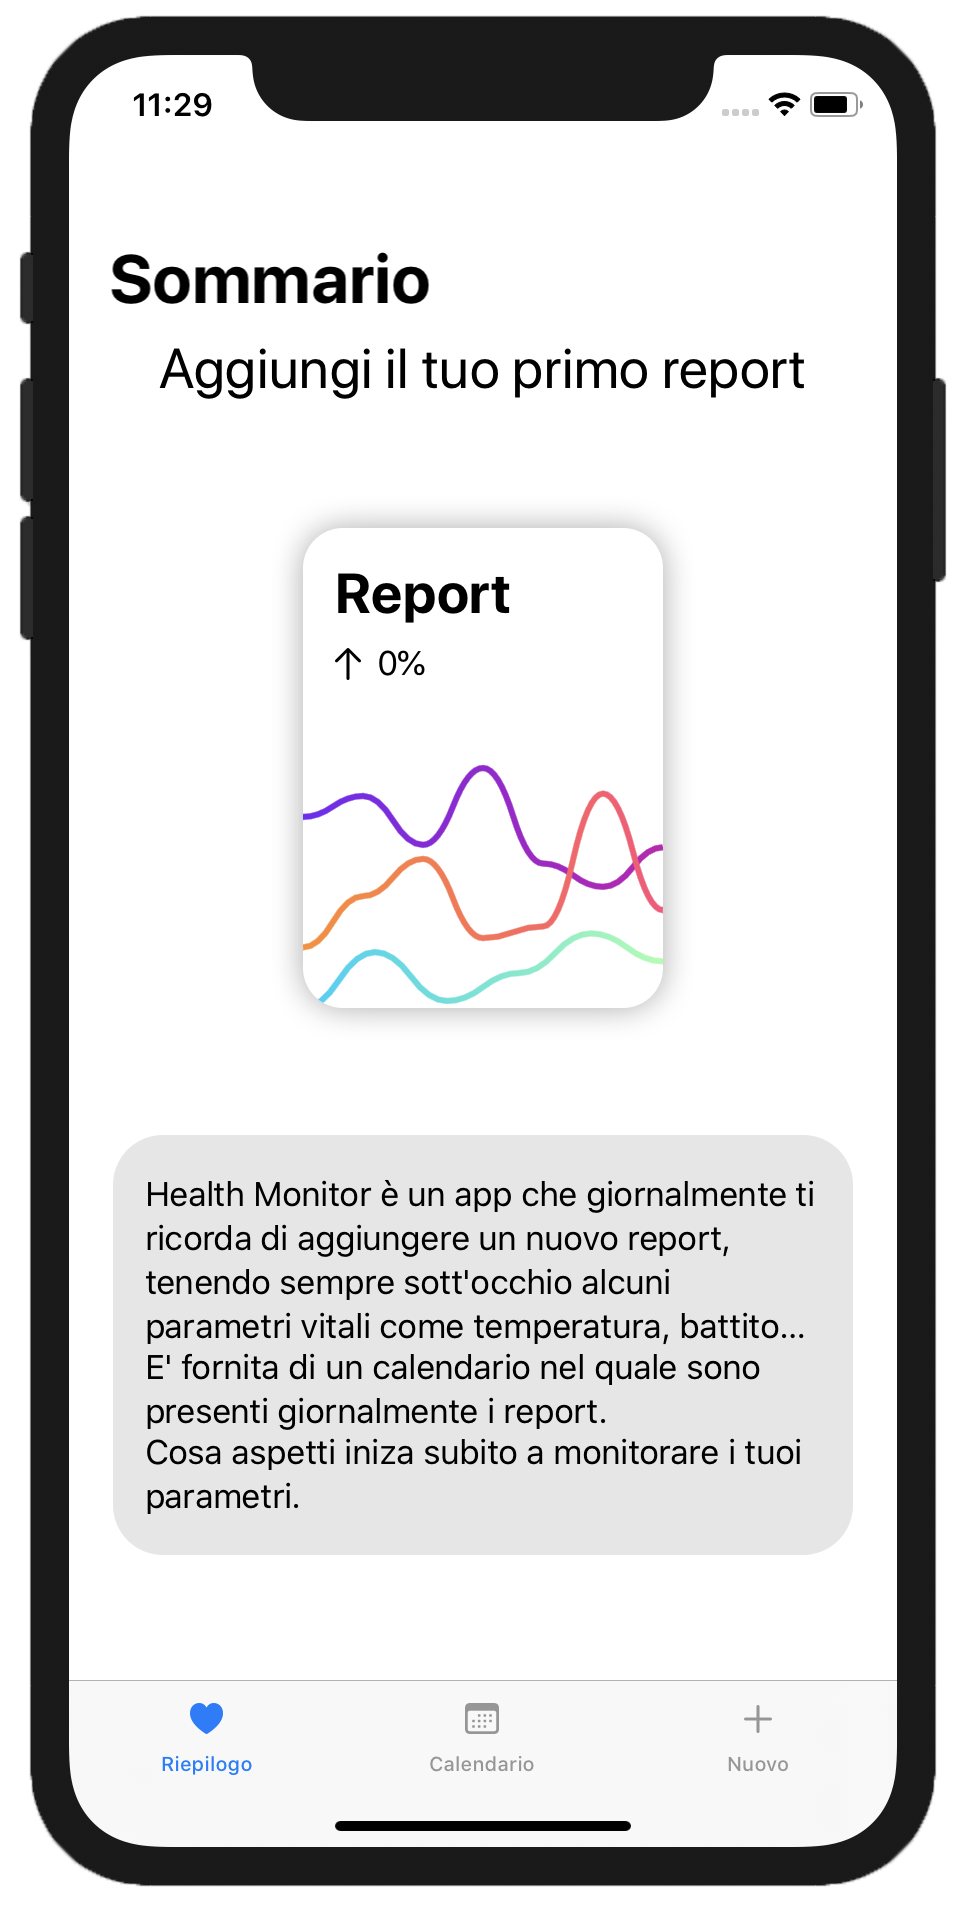 11:29
Sommario
Aggiungi il tuo primo report
Report
↑ 0%
Health Monitor è un app che giornalmente ti
ricorda di aggiungere un nuovo report,
tenendo sempre sott'occhio alcuni
parametri vitali come temperatura, battito...
E' fornita di un calendario nel quale sono
presenti giornalmente i report.
Cosa aspetti iniza subito a monitorare i tuoi
parametri.
Riepilogo
Calendario
Nuovo